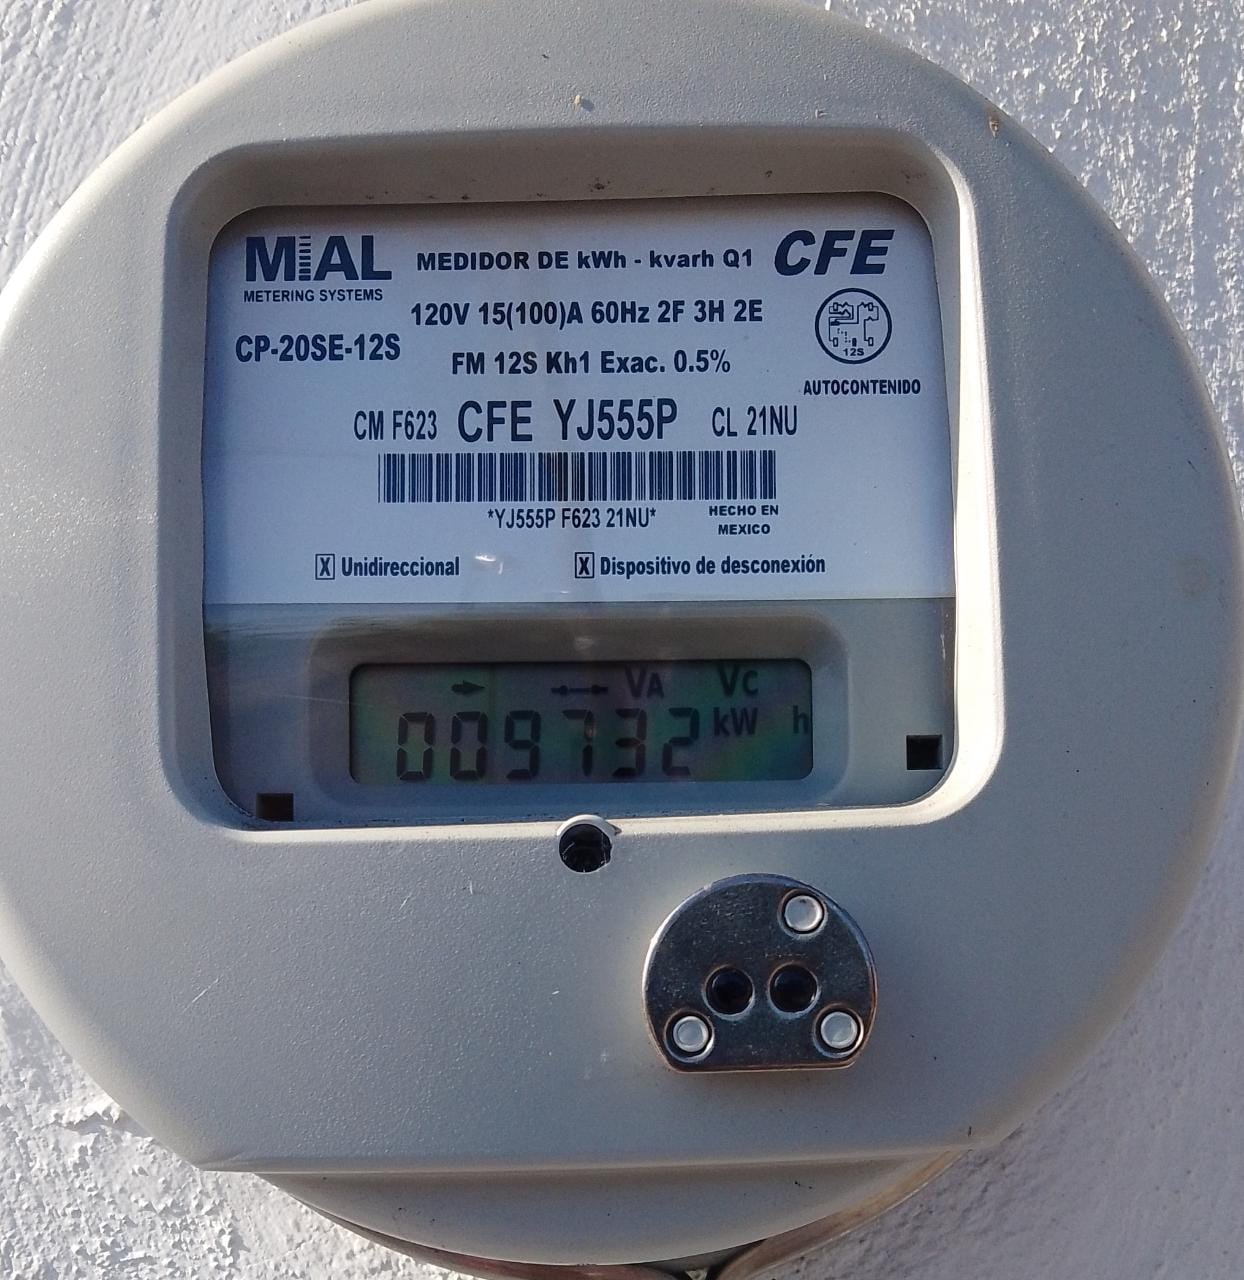 MIAL MEDIDOR DE kWh - kvarh Q1 CFE
METERING SYSTEMS
120V 15(100)A 60Hz 2F 3H 2E
CP-20SE-12S
FM 12S Kh1 Exac. 0.5%
12S
AUTOCONTENIDO
CM F623 CFE YJ555P CL 21NU
*YJ555P F623 21NU*
HECHO EN
MEXICO
X Unidireccional X Dispositivo de desconexión
VA VC
009732 kW h